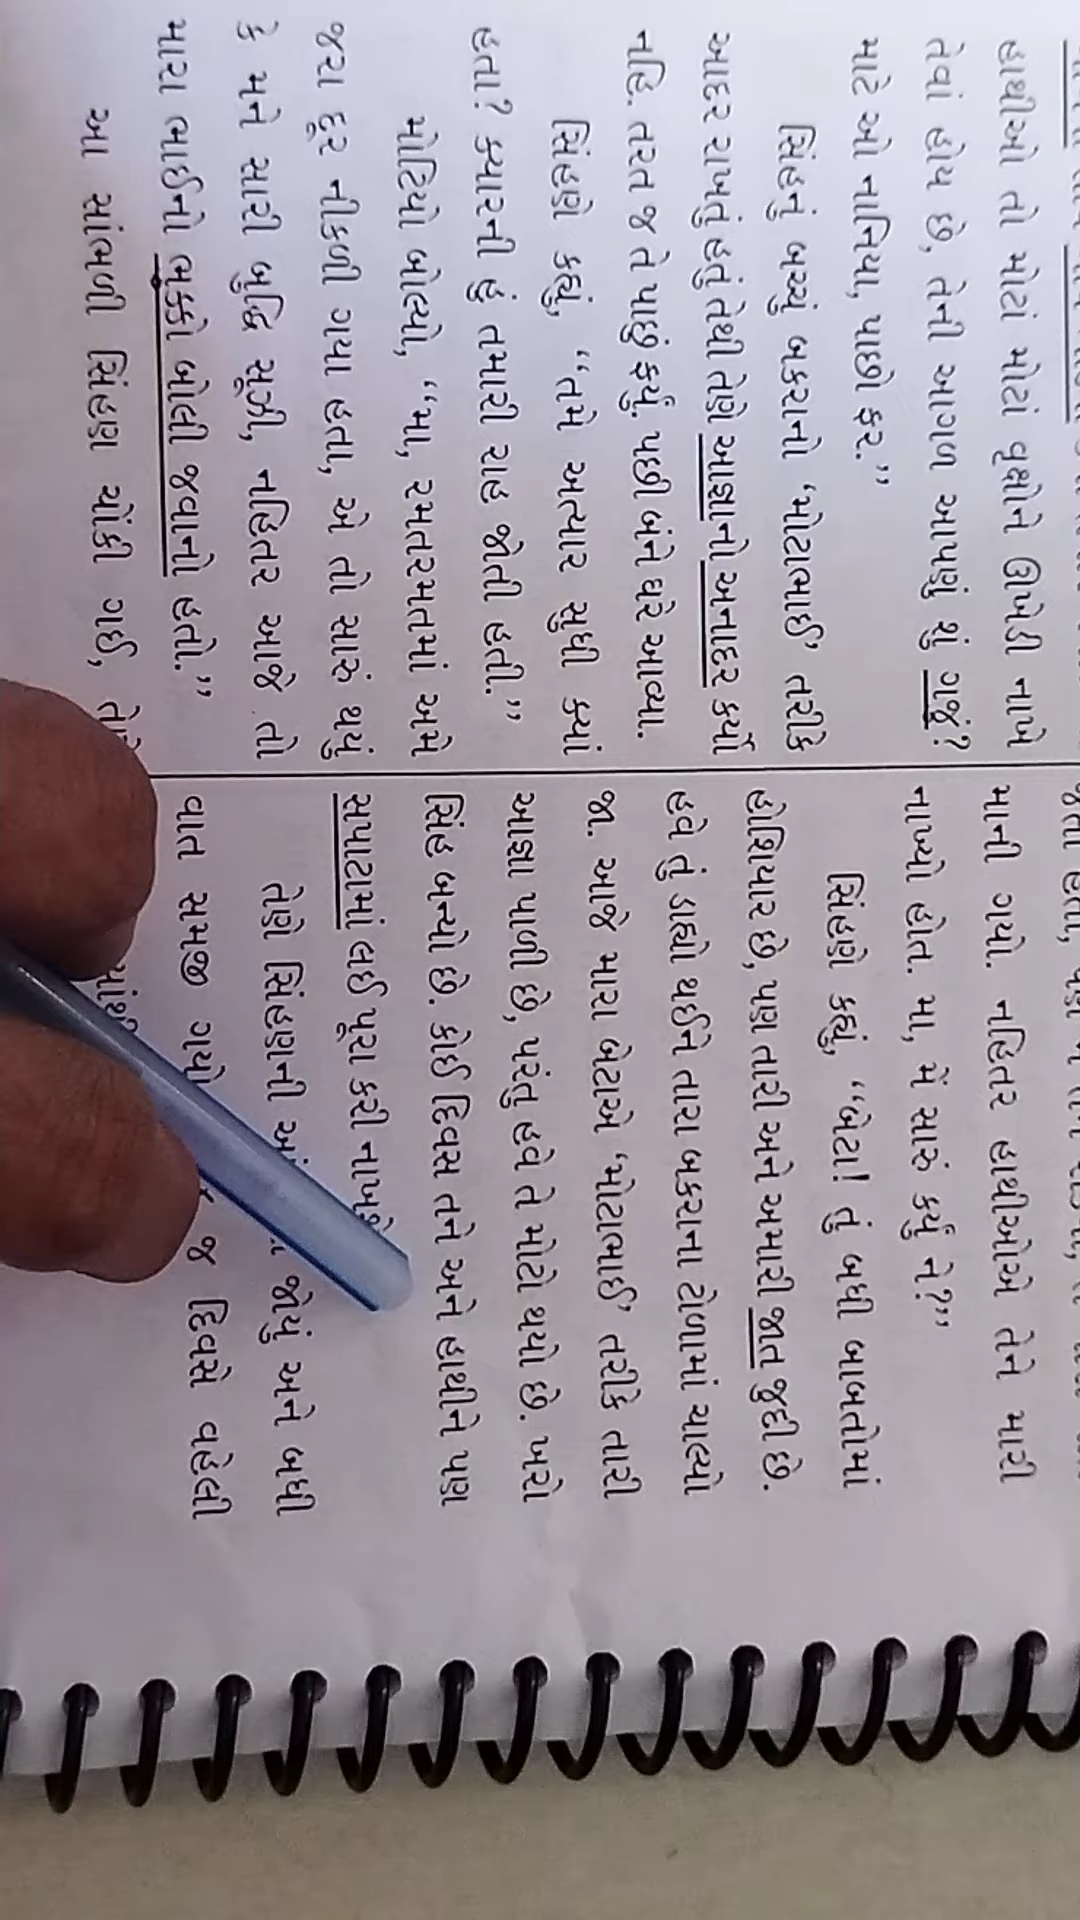 હાથીઓ તો મોટાં મોટાં વૃક્ષોને ઊખેડી નાખે
તેવાં હોય છે, તેની આગળ આપણું શું ગજું?
માટે ઓ નાનિયા, પાછો ફર.”
સિંહનું બચ્ચું બકરાનો ‘મોટાભાઈ’ તરીકે
આદર રાખતું હતું તેથી તેણે આજ્ઞાનો અનાદર કર્યો
નહિ. તરત જ તે પાછું ફર્યું. પછી બંને ઘરે આવ્યા.
સિંહણે કહ્યું, “તમે અત્યાર સુધી ક્યાં
હતા? ક્યારની હું તમારી રાહ જોતી હતી.”
મોટિયો બોલ્યો, “મા, રમતરમતમાં અમે
જરા દૂર નીકળી ગયા હતા, એ તો સારું થયું
કે મને સારી બુદ્ધિ સૂઝી, નહિતર આજે તો
મારા ભાઈનો ભુક્કો બોલી જવાનો હતો.”
આ સાંભળી સિંહણ ચોંકી ગઈ,
માની ગયો. નહિતર હાથીઓએ તેને મારી
નાખ્યો હોત. મા, મેં સારું કર્યું ને?”
સિંહણે કહ્યું, “બેટા! તું બધી બાબતોમાં
હોશિયાર છે, પણ તારી અને અમારી જાત જુદી છે.
હવે તું ડાહ્યો થઈને તારા બકરાના ટોળામાં ચાલ્યો
જા. આજે મારા બેટાએ ‘મોટાભાઈ’ તરીકે તારી
આજ્ઞા પાળી છે, પરંતુ હવે તે મોટો થયો છે. ખરો
સિંહ બન્યો છે. કોઈ દિવસ તને અને હાથીને પણ
સપાટામાં લઈ પૂરા કરી નાખશે
તેણે સિંહણની જોયું અને બધી
વાત સમજી ગયો જ દિવસે વહેલી